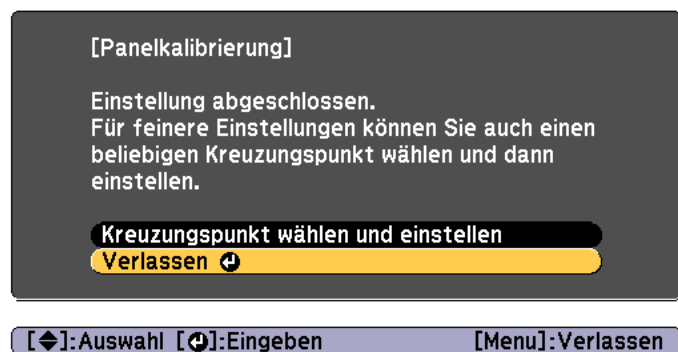 [Panelkalibrierung]
Einstellung abgeschlossen.
Für feinere Einstellungen können Sie auch einen
beliebigen Kreuzungspunkt wählen und dann
einstellen.
Kreuzungspunkt wählen und einstellen
Verlassen
[◆]:Auswahl [⏎]:Eingeben [Menu]:Verlassen